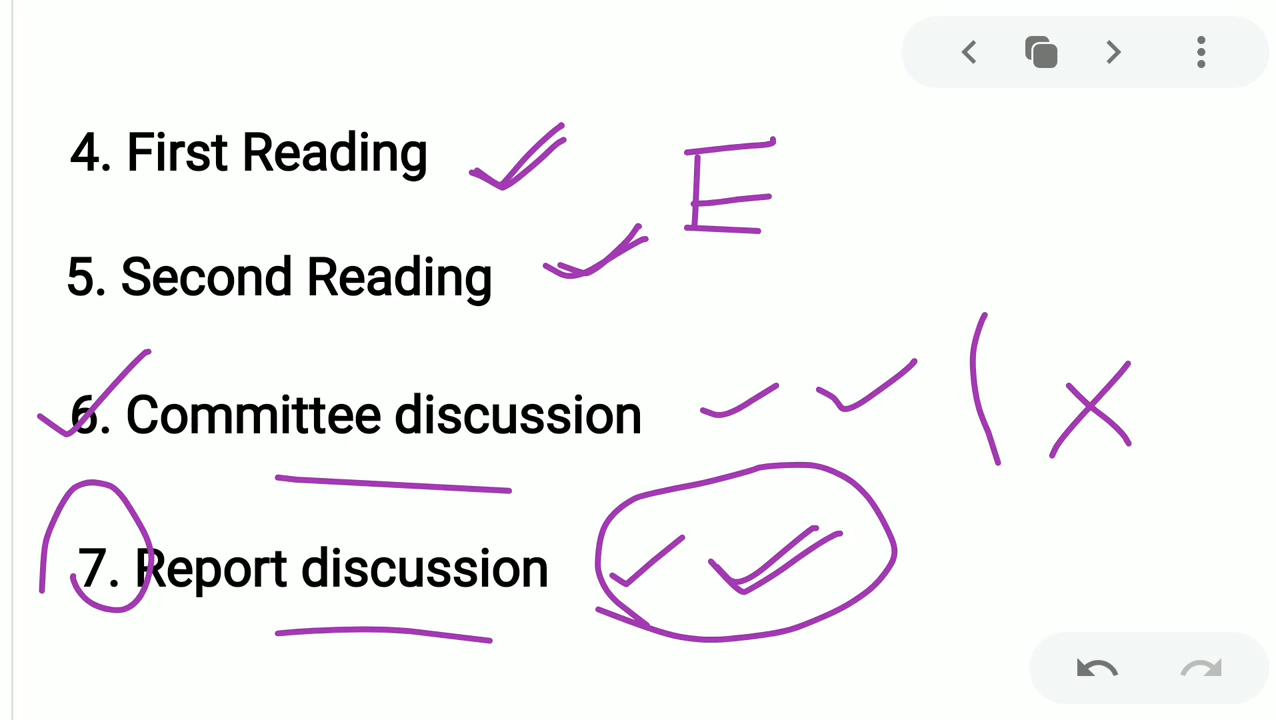 4. First Reading
E
5. Second Reading
6. Committee discussion
( X
7. Report discussion